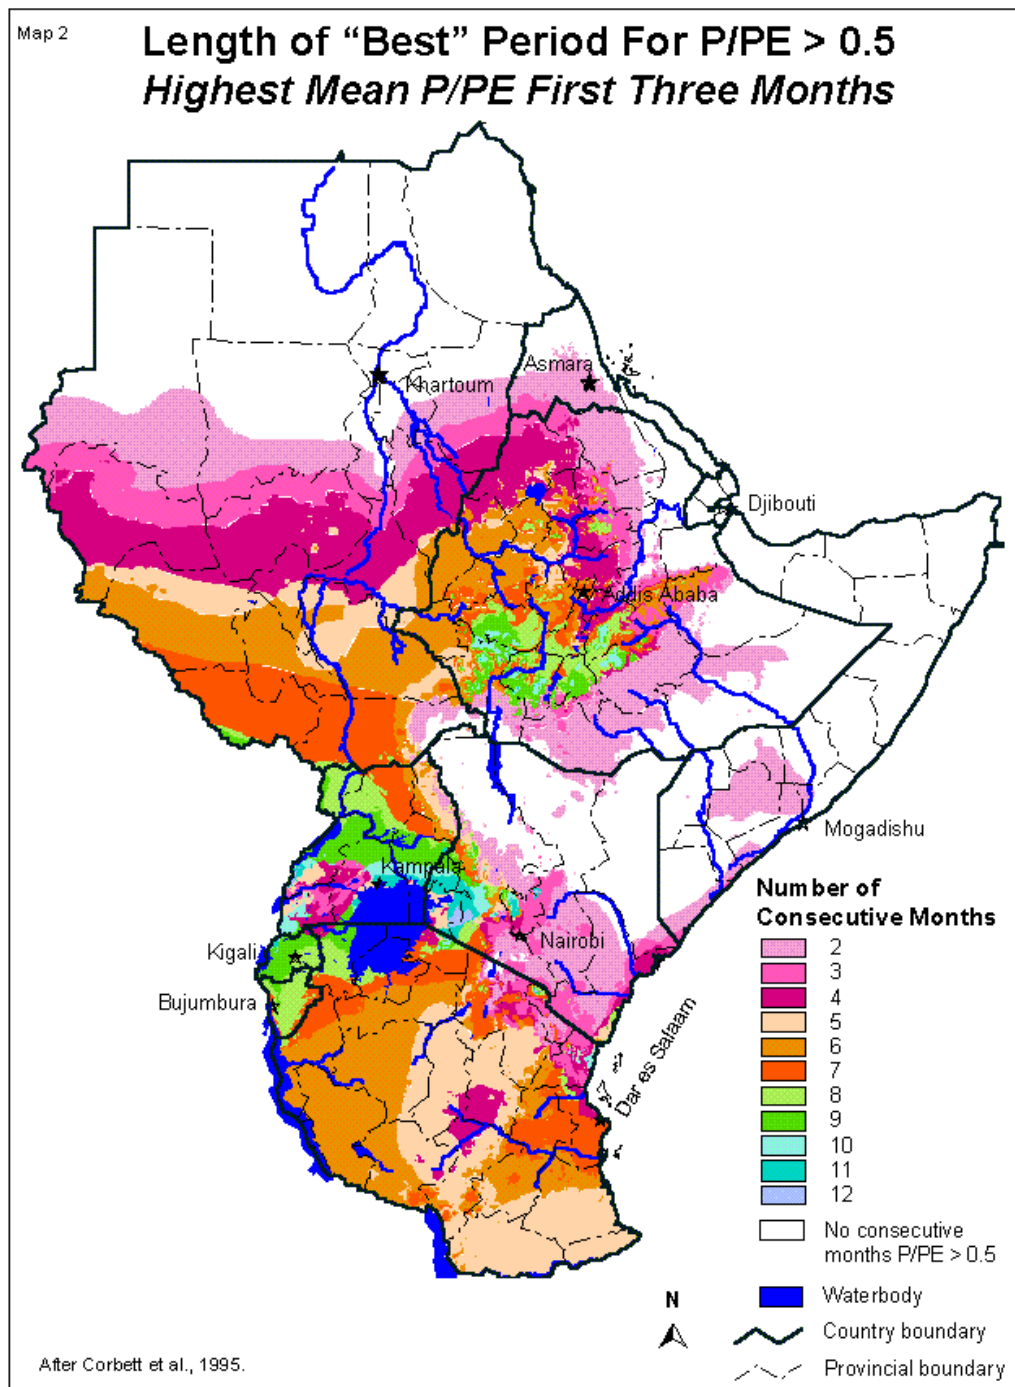 Map 2
Length of “Best” Period For P/PE > 0.5
Highest Mean P/PE First Three Months
Asmara
Khartoum
Djibouti
Addis Ababa
Mogadishu
Kampala
Nairobi
Kigali
Bujumbura
Dar es Salaam
Number of
Consecutive Months
2
3
4
5
6
7
8
9
10
11
12
No consecutive
months P/PE > 0.5
Waterbody
N
Country boundary
Provincial boundary
After Corbett et al., 1995.